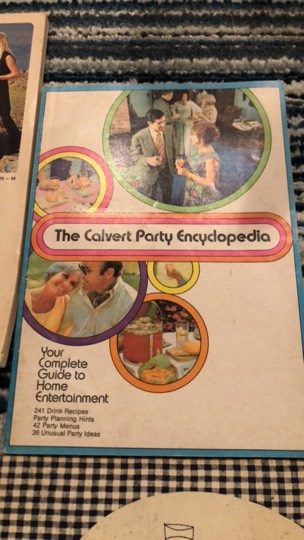 The Calvert Party Encyclopedia
Your
Complete
Guide to
Home
Entertainment
241 Drink Recipes
Party Planning Hints
42 Party Menus
36 Unusual Party Ideas